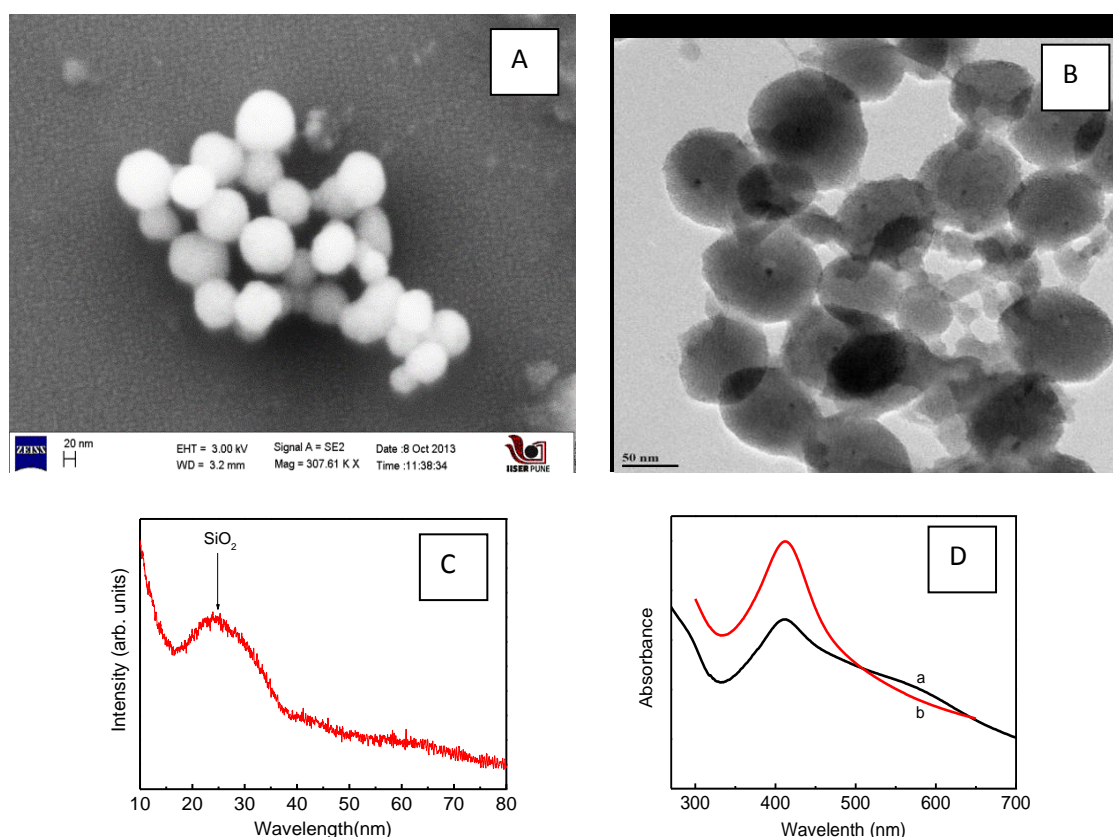 A
ZEISS
20 nm
EHT = 3.00 kV
WD = 3.2 mm
Signal A = SE2
Mag = 307.61 K X
Date :8 Oct 2013
Time :11:38:34
IISER PUNE
B
50 nm
C
SiO2
Intensity (arb. units)
10 20 30 40 50 60 70 80
Wavelength(nm)
D
a
b
Absorbance
300 400 500 600 700
Wavelenth (nm)